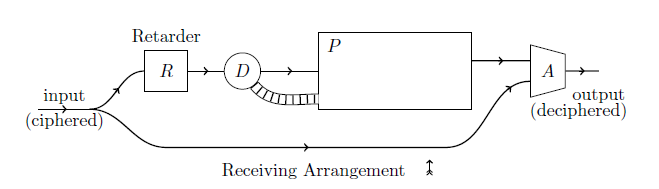 Retarder
R
D
P
A
input
(ciphered)
output
(deciphered)
Receiving Arrangement